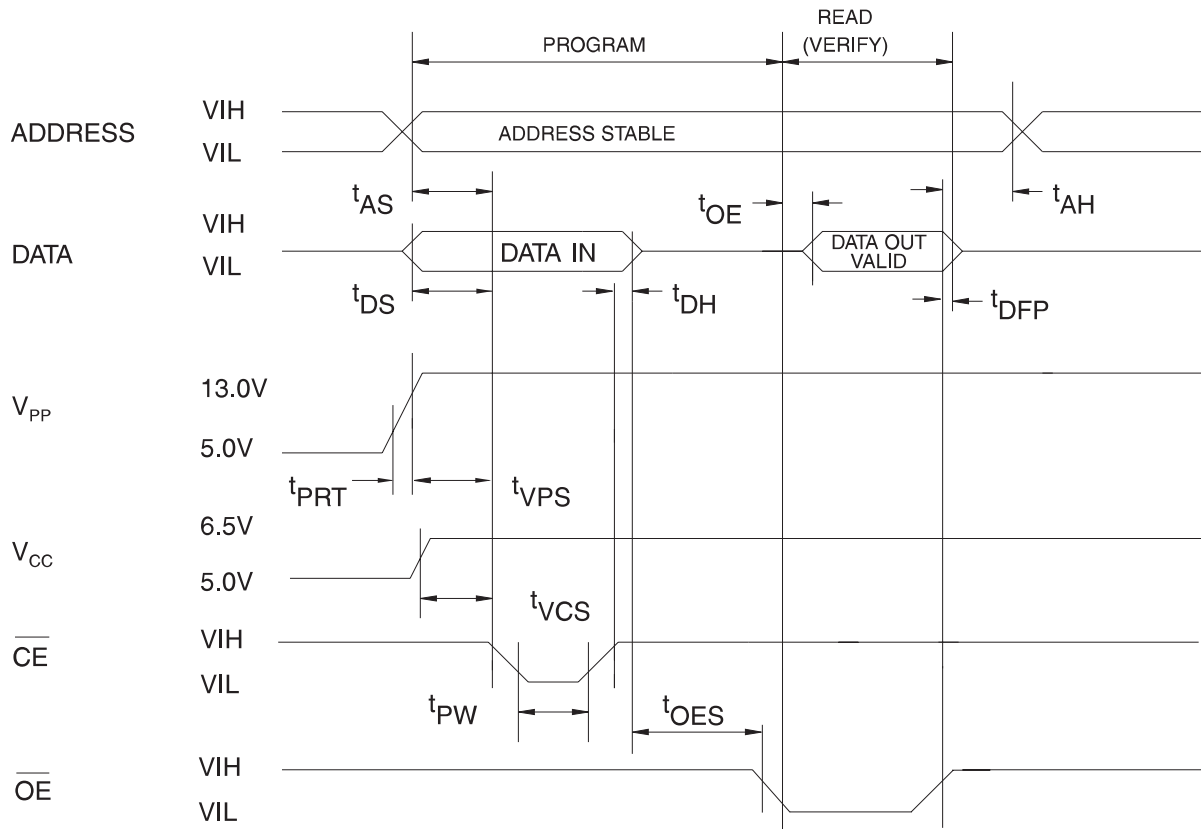 READ
PROGRAM (VERIFY)
ADDRESS VIH
VIL
ADDRESS STABLE
tAS tOE tAH
DATA VIH
VIL
DATA IN DATA OUT
VALID
tDS tDH tDFP
VPP 13.0V
5.0V
tPRT tVPS
VCC 6.5V
5.0V
tVCS
CE VIH
VIL
tPW tOES
OE VIH
VIL